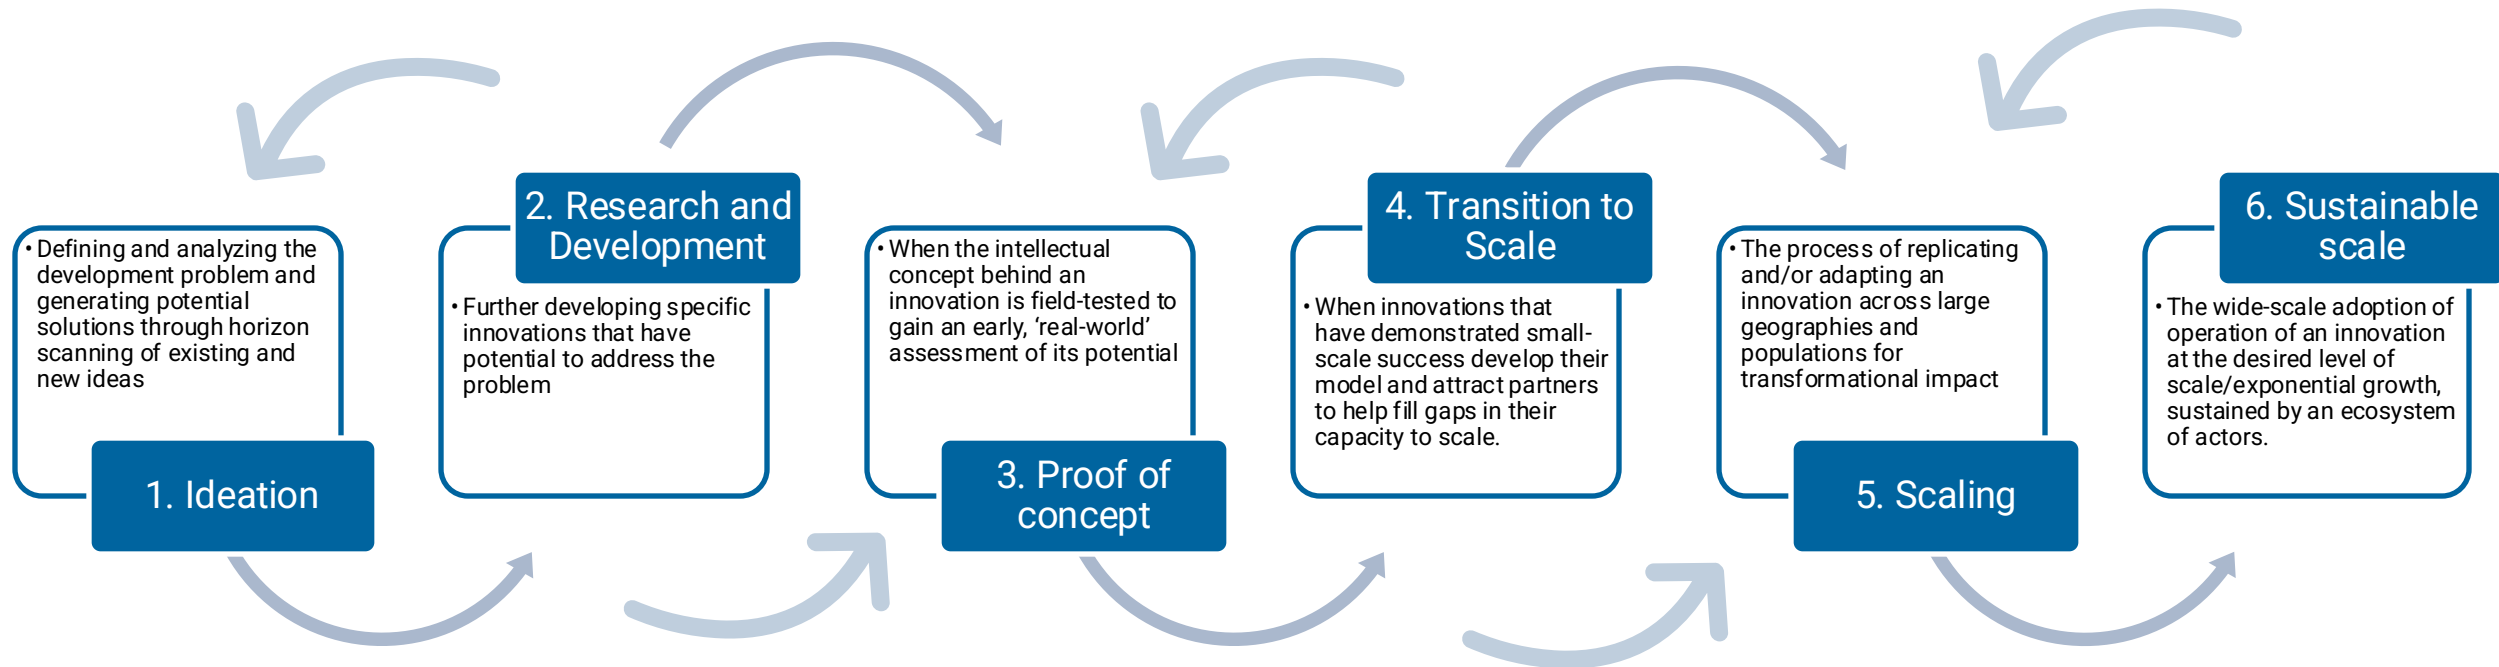 • Defining and analyzing the
development problem and
generating potential
solutions through horizon
scanning of existing and
new ideas
1. Ideation
2. Research and
Development
• Further developing specific
innovations that have
potential to address the
problem
• When the intellectual
concept behind an
innovation is field-tested to
gain an early, ‘real-world’
assessment of its potential
3. Proof of
concept
4. Transition to
Scale
• When innovations that
have demonstrated small-
scale success develop their
model and attract partners
to help fill gaps in their
capacity to scale.
• The process of replicating
and/or adapting an
innovation across large
geographies and
populations for
transformational impact
5. Scaling
6. Sustainable
scale
• The wide-scale adoption of
operation of an innovation
at the desired level of
scale/exponential growth,
sustained by an ecosystem
of actors.